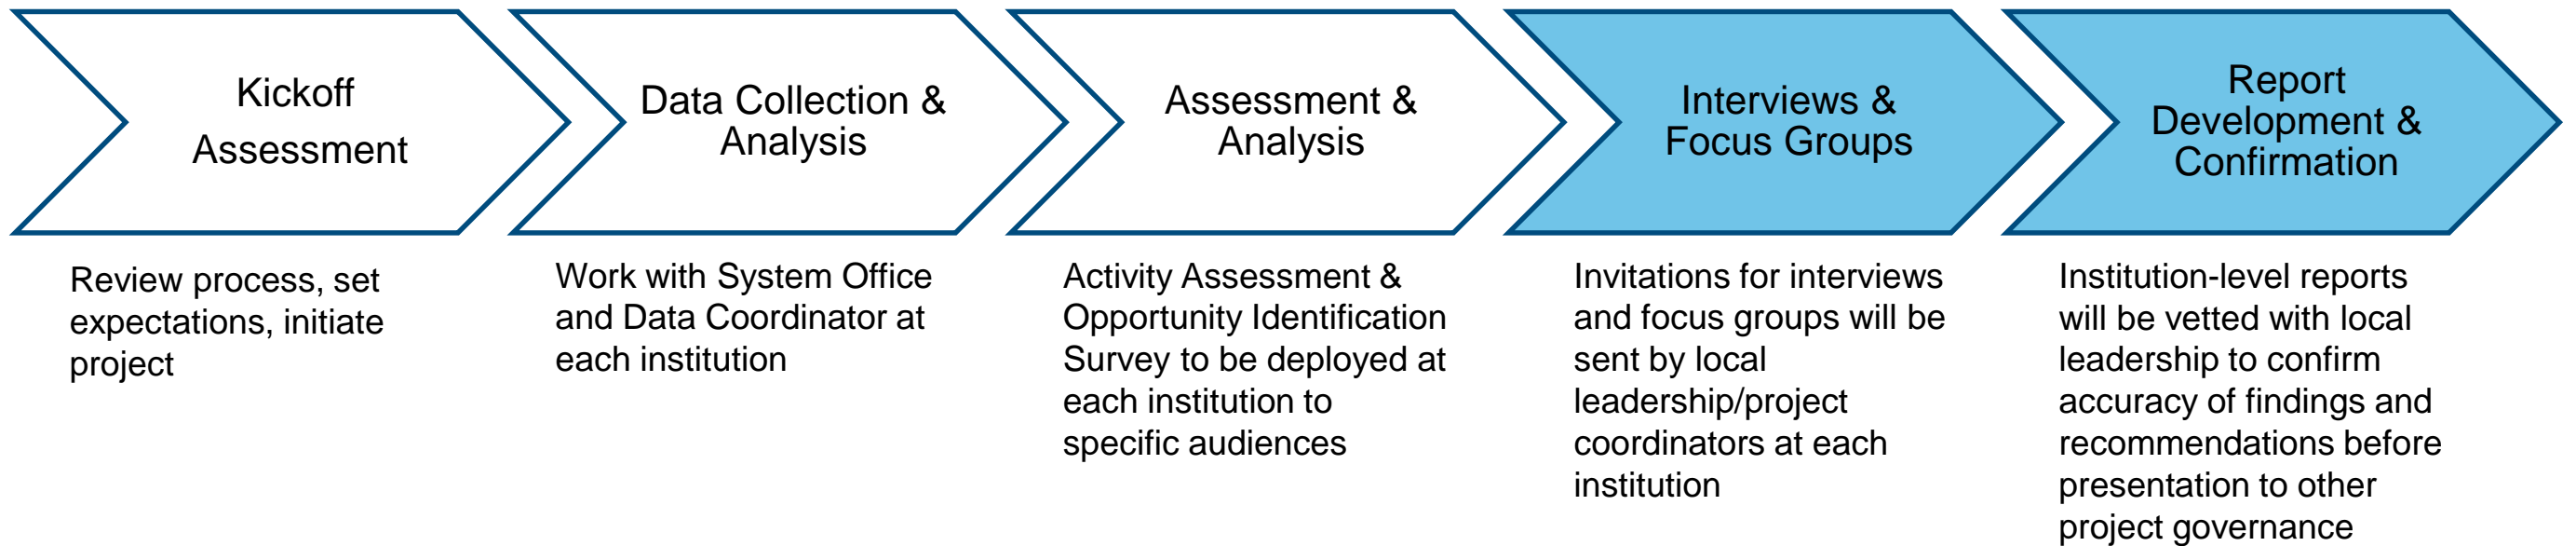 Kickoff
Assessment
Data Collection &
Analysis
Assessment &
Analysis
Interviews &
Focus Groups
Report
Development &
Confirmation
Review process, set
expectations, initiate
project
Work with System Office
and Data Coordinator at
each institution
Activity Assessment &
Opportunity Identification
Survey to be deployed at
each institution to
specific audiences
Invitations for interviews
and focus groups will be
sent by local
leadership/project
coordinators at each
institution
Institution-level reports
will be vetted with local
leadership to confirm
accuracy of findings and
recommendations before
presentation to other
project governance